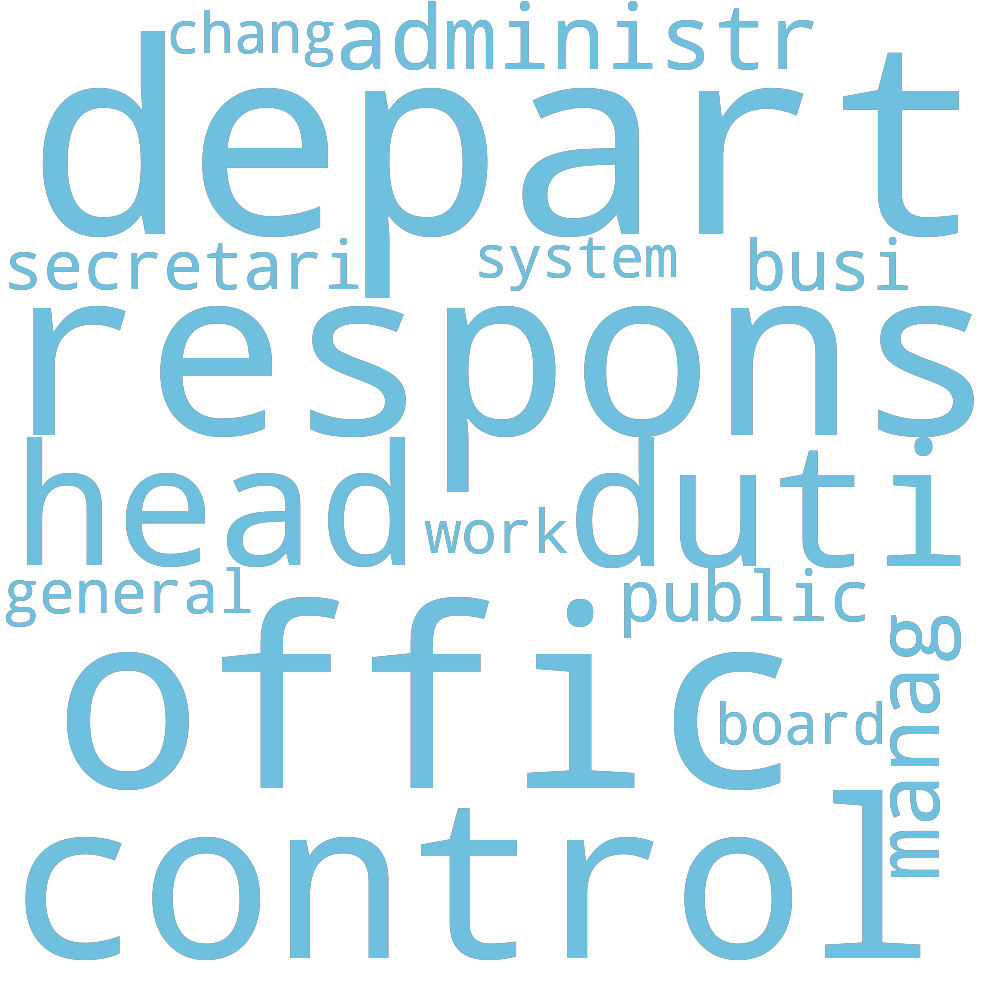 chang administr
depart
secretari system busi
respons
head work duti
general public
manag
offic
board
control